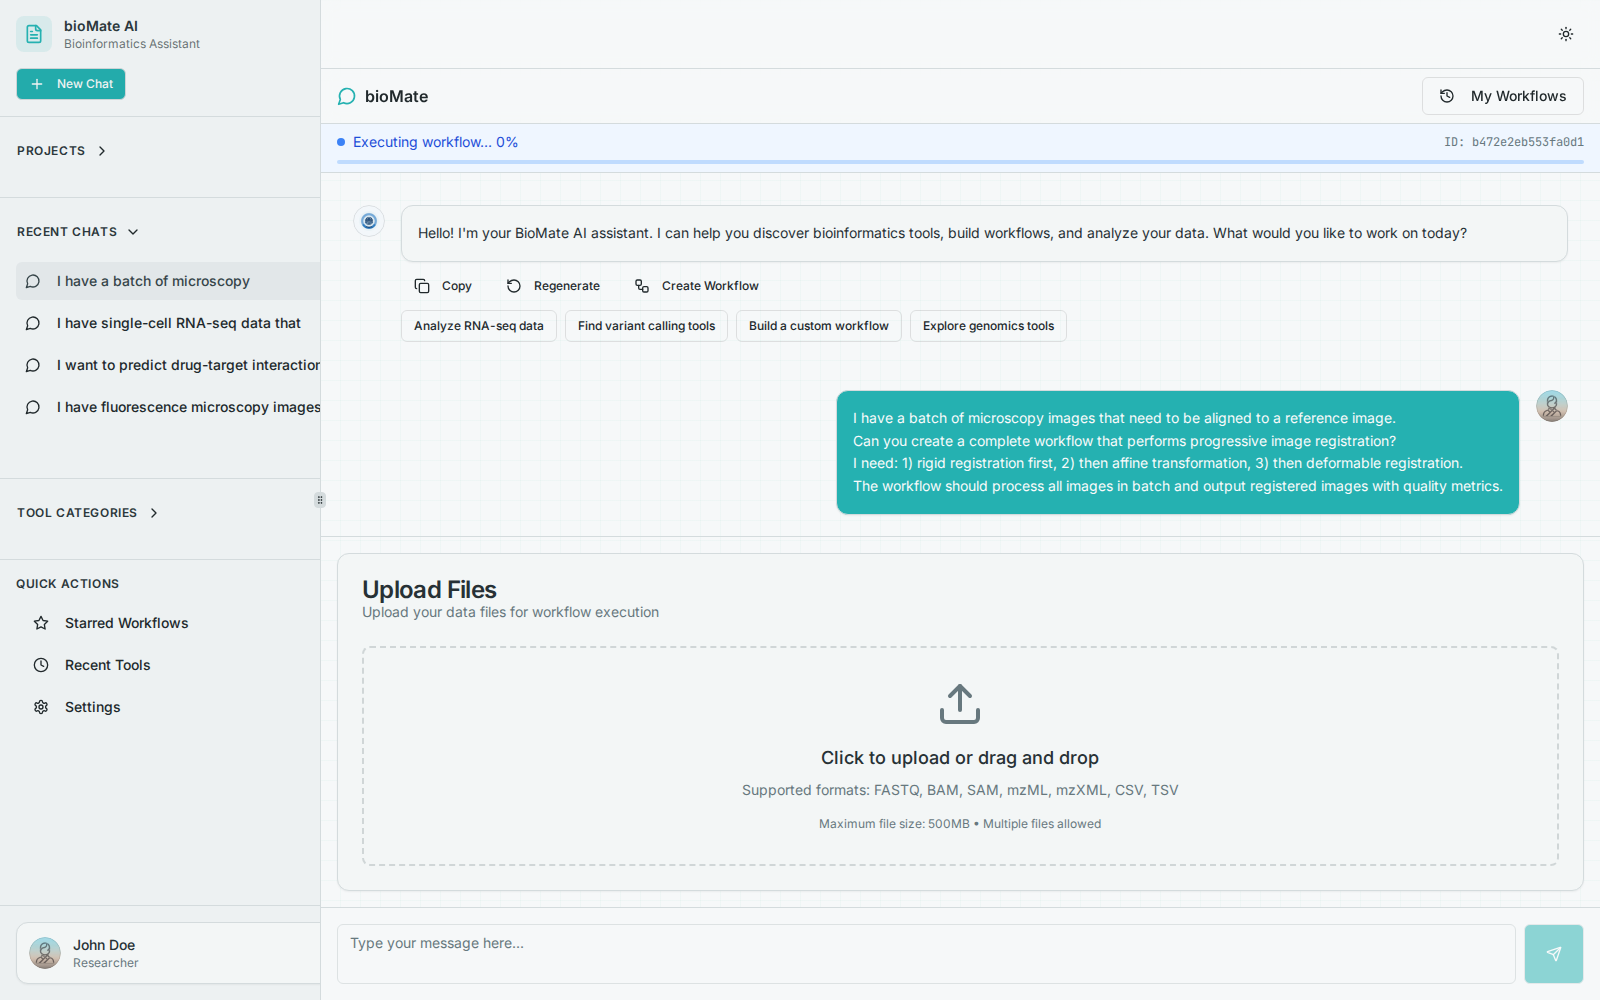 bioMate AI
Bioinformatics Assistant
New Chat
PROJECTS
RECENT CHATS
I have a batch of microscopy
I have single-cell RNA-seq data that
I want to predict drug-target interaction
I have fluorescence microscopy images
TOOL CATEGORIES
QUICK ACTIONS
Starred Workflows
Recent Tools
Settings
John Doe
Researcher
bioMate
My Workflows
Executing workflow... 0%
ID: b472e2eb553fa0d1
Hello! I'm your BioMate AI assistant. I can help you discover bioinformatics tools, build workflows, and analyze your data. What would you like to work on today?
Copy
Regenerate
Create Workflow
Analyze RNA-seq data
Find variant calling tools
Build a custom workflow
Explore genomics tools
I have a batch of microscopy images that need to be aligned to a reference image.
Can you create a complete workflow that performs progressive image registration?
I need: 1) rigid registration first, 2) then affine transformation, 3) then deformable registration.
The workflow should process all images in batch and output registered images with quality metrics.
Upload Files
Upload your data files for workflow execution
Click to upload or drag and drop
Supported formats: FASTQ, BAM, SAM, mzML, mzXML, CSV, TSV
Maximum file size: 500MB • Multiple files allowed
Type your message here...